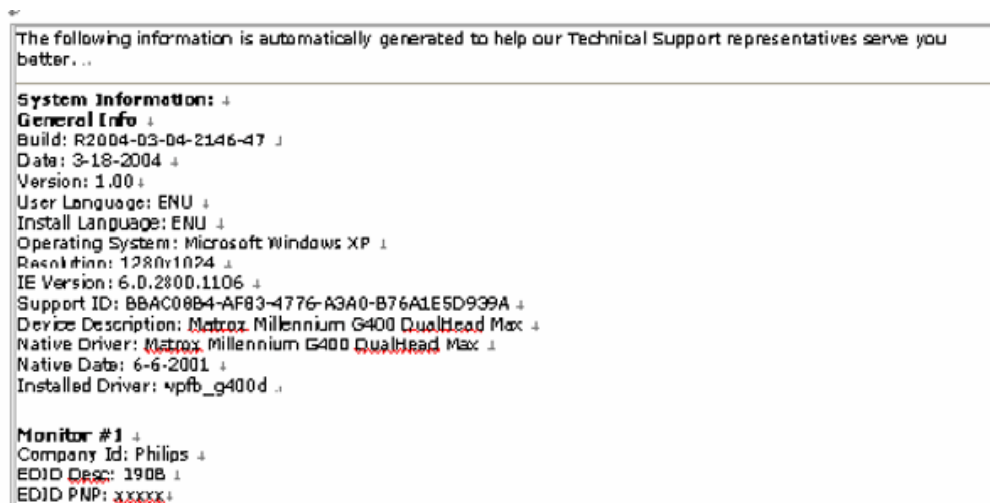 The following information is automatically generated to help our Technical Support representatives serve you
better...
System Information: ↓
General Info ↓
Build: R2004-03-04-2146-47 ↓
Date: 3-18-2004 ↓
Version: 1.00↓
User Language: ENU ↓
Install Language: ENU ↓
Operating System: Microsoft Windows XP ↓
Resolution: 1280x1024 ↓
IE Version: 6.0.2800.1106 ↓
Support ID: BBAC08B4-AF83-4776-A3A0-B76A1E5D939A ↓
Device Description: Matrox Millennium G400 DualHead Max ↓
Native Driver: Matrox Millennium G400 DualHead Max ↓
Native Date: 6-6-2001 ↓
Installed Driver: vpfb_g400d ↓
Monitor #1 ↓
Company Id: Philips ↓
EDID Desc: 190B ↓
EDID PNP: xxxxx↓